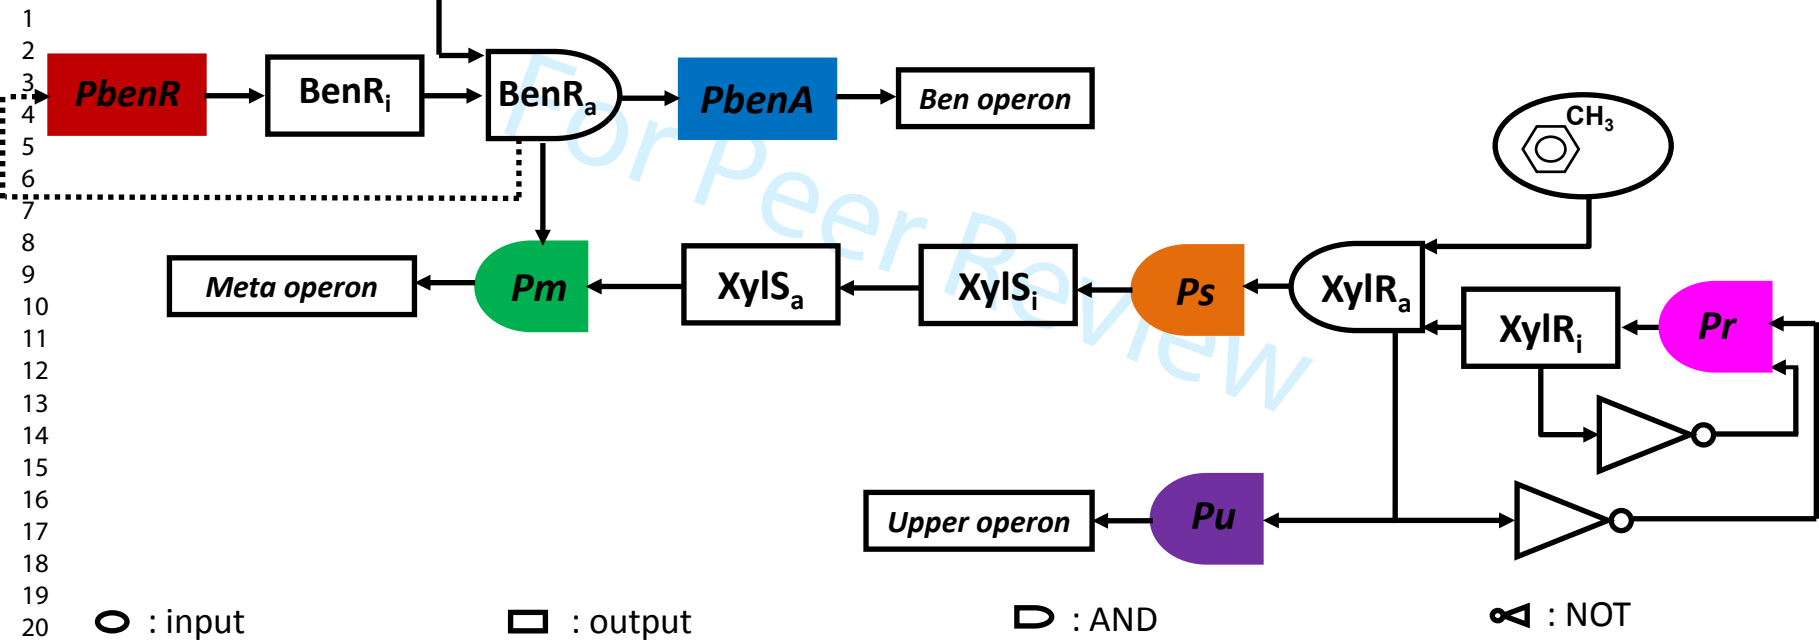 1
2
3
4
5
6
7
8
9
10
11
12
13
14
15
16
17
18
19
20
PbenR
BenRi
BenRa
PbenA
Ben operon
CH3
Meta operon
Pm
XylSa
XylSi
Ps
XylRa
XylRi
Pr
Upper operon
Pu
For Peer Review
: input
: output
: AND
: NOT